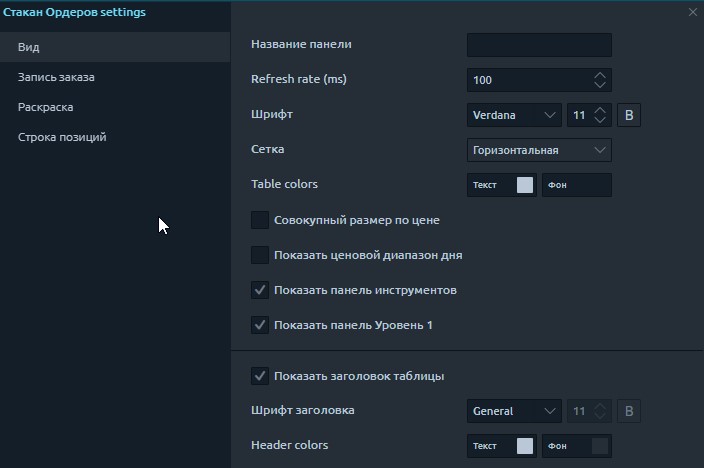 Стакан Ордеров settings
Вид
Запись заказа
Раскраска
Строка позиций
Название панели
Refresh rate (ms) 100
Шрифт Verdana 11 B
Сетка Горизонтальная
Table colors Текст Фон
Совокупный размер по цене
Показать ценовой диапазон дня
Показать панель инструментов
Показать панель Уровень 1
Показать заголовок таблицы
Шрифт заголовка General 11 B
Header colors Текст Фон